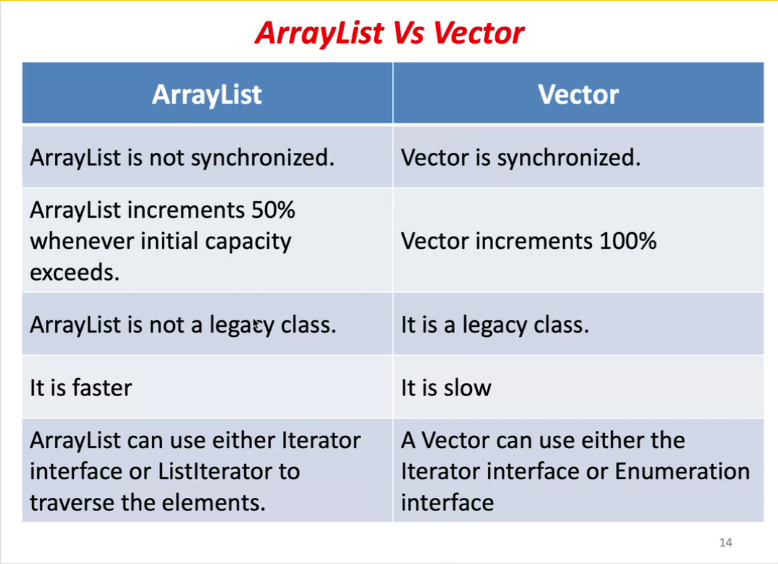 ArrayList Vs Vector
ArrayList
Vector
ArrayList is not synchronized.
Vector is synchronized.
ArrayList increments 50%
whenever initial capacity
exceeds.
Vector increments 100%
ArrayList is not a legacy class.
It is a legacy class.
It is faster
It is slow
ArrayList can use either Iterator
interface or ListIterator to
traverse the elements.
A Vector can use either the
Iterator interface or Enumeration
interface
14